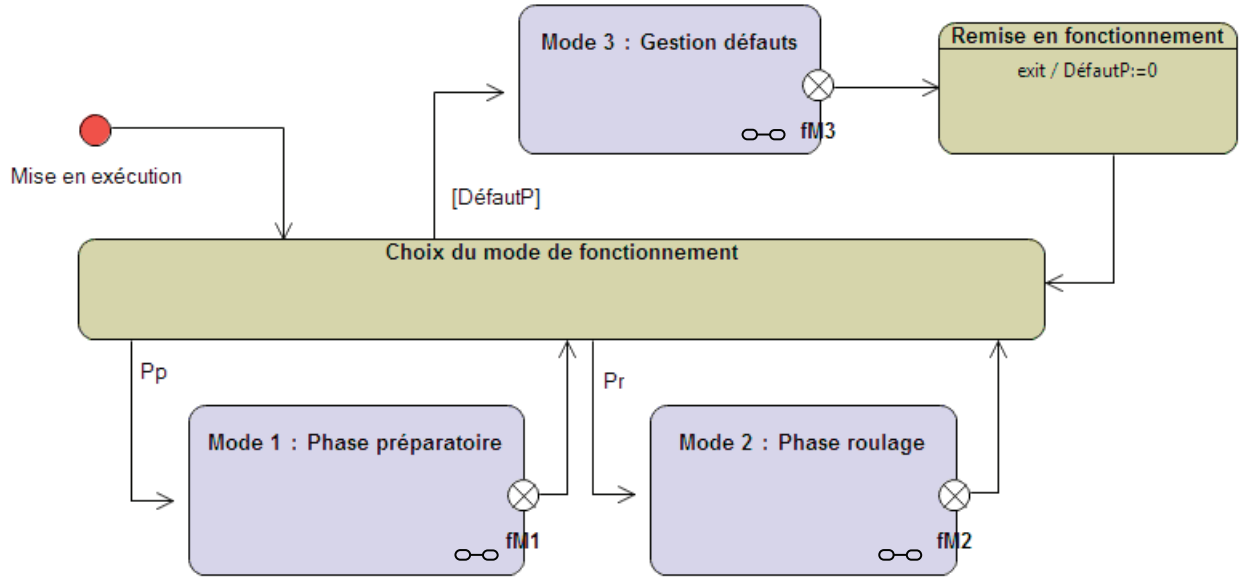 Mode 3 : Gestion défauts
Remise en fonctionnement
exit / DéfautP:=0
fM3
Mise en exécution
[DéfautP]
Choix du mode de fonctionnement
Pp
Pr
Mode 1 : Phase préparatoire
Mode 2 : Phase roulage
fM1
fM2